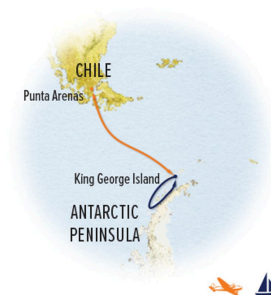 CHILE
Punta Arenas
King George Island
ANTARCTIC
PENINSULA